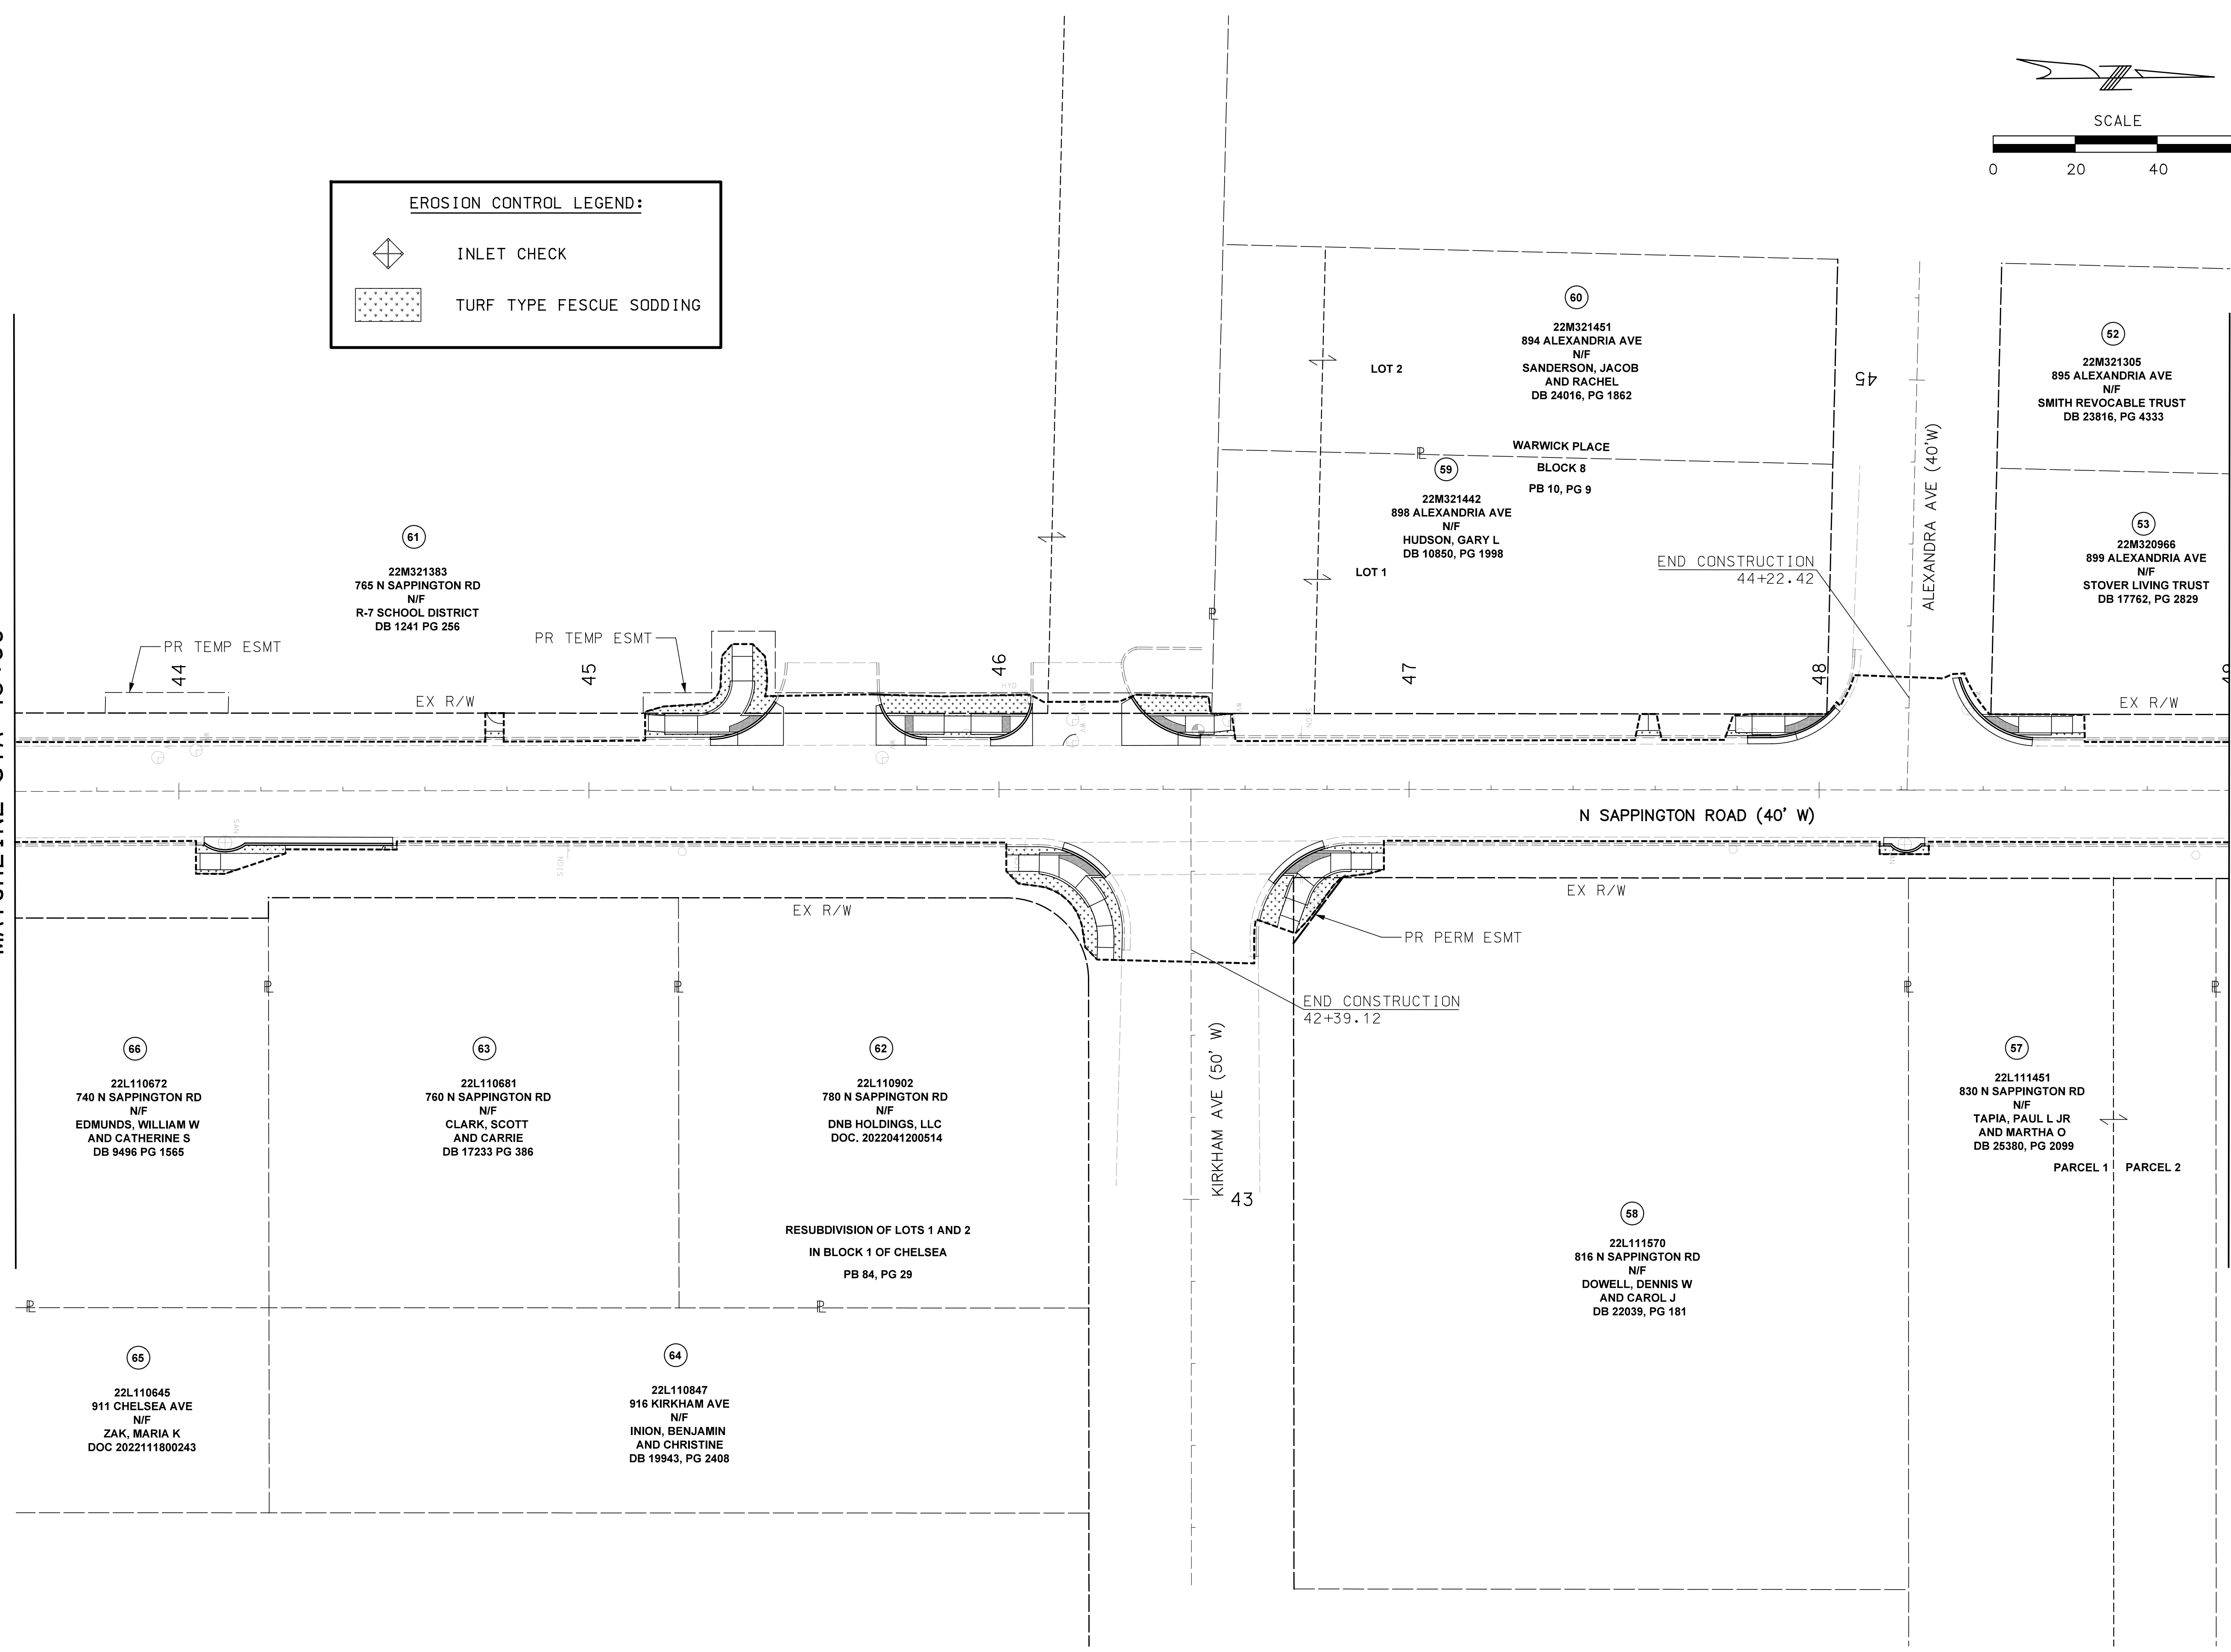 SCALE
0 20 40
EROSION CONTROL LEGEND:
INLET CHECK
TURF TYPE FESCUE SODDING
60
22M321451
894 ALEXANDRIA AVE
N/F
SANDERSON, JACOB
AND RACHEL
DB 24016, PG 1862
LOT 2
45
52
22M321305
895 ALEXANDRIA AVE
N/F
SMITH REVOCABLE TRUST
DB 23816, PG 4333
WARWICK PLACE
BLOCK 8
PB 10, PG 9
59
22M321442
898 ALEXANDRIA AVE
N/F
HUDSON, GARY L
DB 10850, PG 1998
LOT 1
ALEXANDRA AVE (40'W)
53
22M320966
899 ALEXANDRIA AVE
N/F
STOVER LIVING TRUST
DB 17762, PG 2829
END CONSTRUCTION
44+22.42
61
22M321383
765 N SAPPINGTON RD
N/F
R-7 SCHOOL DISTRICT
DB 1241 PG 256
PR TEMP ESMT
PR TEMP ESMT
44
45
46
47
48
49
EX R/W
EX R/W
HYD
SIGN
N SAPPINGTON ROAD (40' W)
SAN
SIGN
EX R/W
EX R/W
PR PERM ESMT
END CONSTRUCTION
42+39.12
KIRKHAM AVE (50' W)
43
66
22L110672
740 N SAPPINGTON RD
N/F
EDMUNDS, WILLIAM W
AND CATHERINE S
DB 9496 PG 1565
63
22L110681
760 N SAPPINGTON RD
N/F
CLARK, SCOTT
AND CARRIE
DB 17233 PG 386
62
22L110902
780 N SAPPINGTON RD
N/F
DNB HOLDINGS, LLC
DOC. 2022041200514
RESUBDIVISION OF LOTS 1 AND 2
IN BLOCK 1 OF CHELSEA
PB 84, PG 29
57
22L111451
830 N SAPPINGTON RD
N/F
TAPIA, PAUL L JR
AND MARTHA O
DB 25380, PG 2099
PARCEL 1 PARCEL 2
58
22L111570
816 N SAPPINGTON RD
N/F
DOWELL, DENNIS W
AND CAROL J
DB 22039, PG 181
65
22L110645
911 CHELSEA AVE
N/F
ZAK, MARIA K
DOC 2022111800243
64
22L110847
916 KIRKHAM AVE
N/F
INION, BENJAMIN
AND CHRISTINE
DB 19943, PG 2408